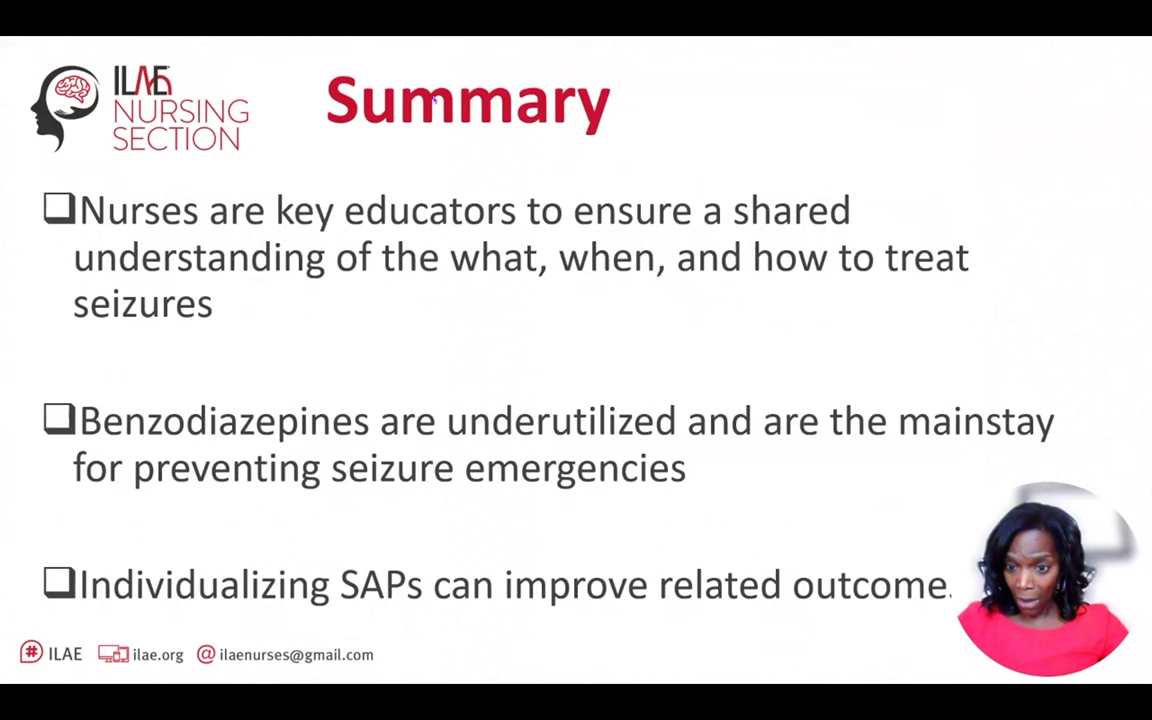 ILAE
NURSING
SECTION
Summary
Nurses are key educators to ensure a shared
understanding of the what, when, and how to treat
seizures
Benzodiazepines are underutilized and are the mainstay
for preventing seizure emergencies
Individualizing SAPs can improve related outcome.
# ILAE ilae.org @ ilaenurses@gmail.com